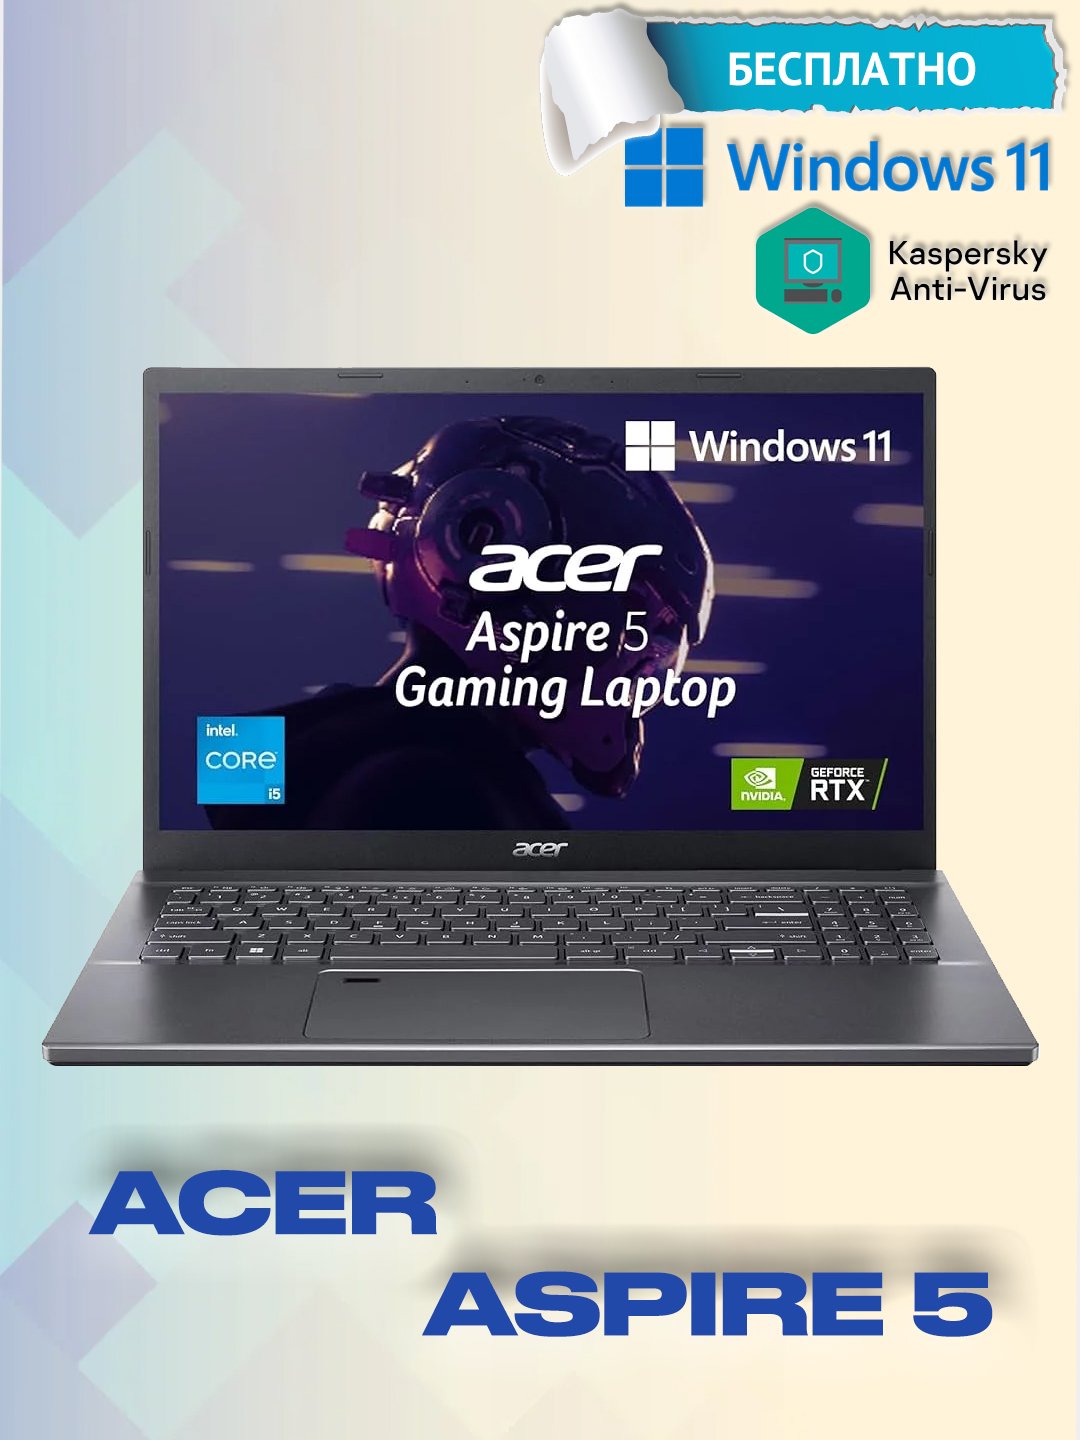 БЕСПЛАТНО
Windows 11
Kaspersky
Anti-Virus
Windows 11
acer
Aspire 5
Gaming Laptop
intel.
CORE
i5
NVIDIA.
GEFORCE
RTX
acer
ACER
ASPIRE 5